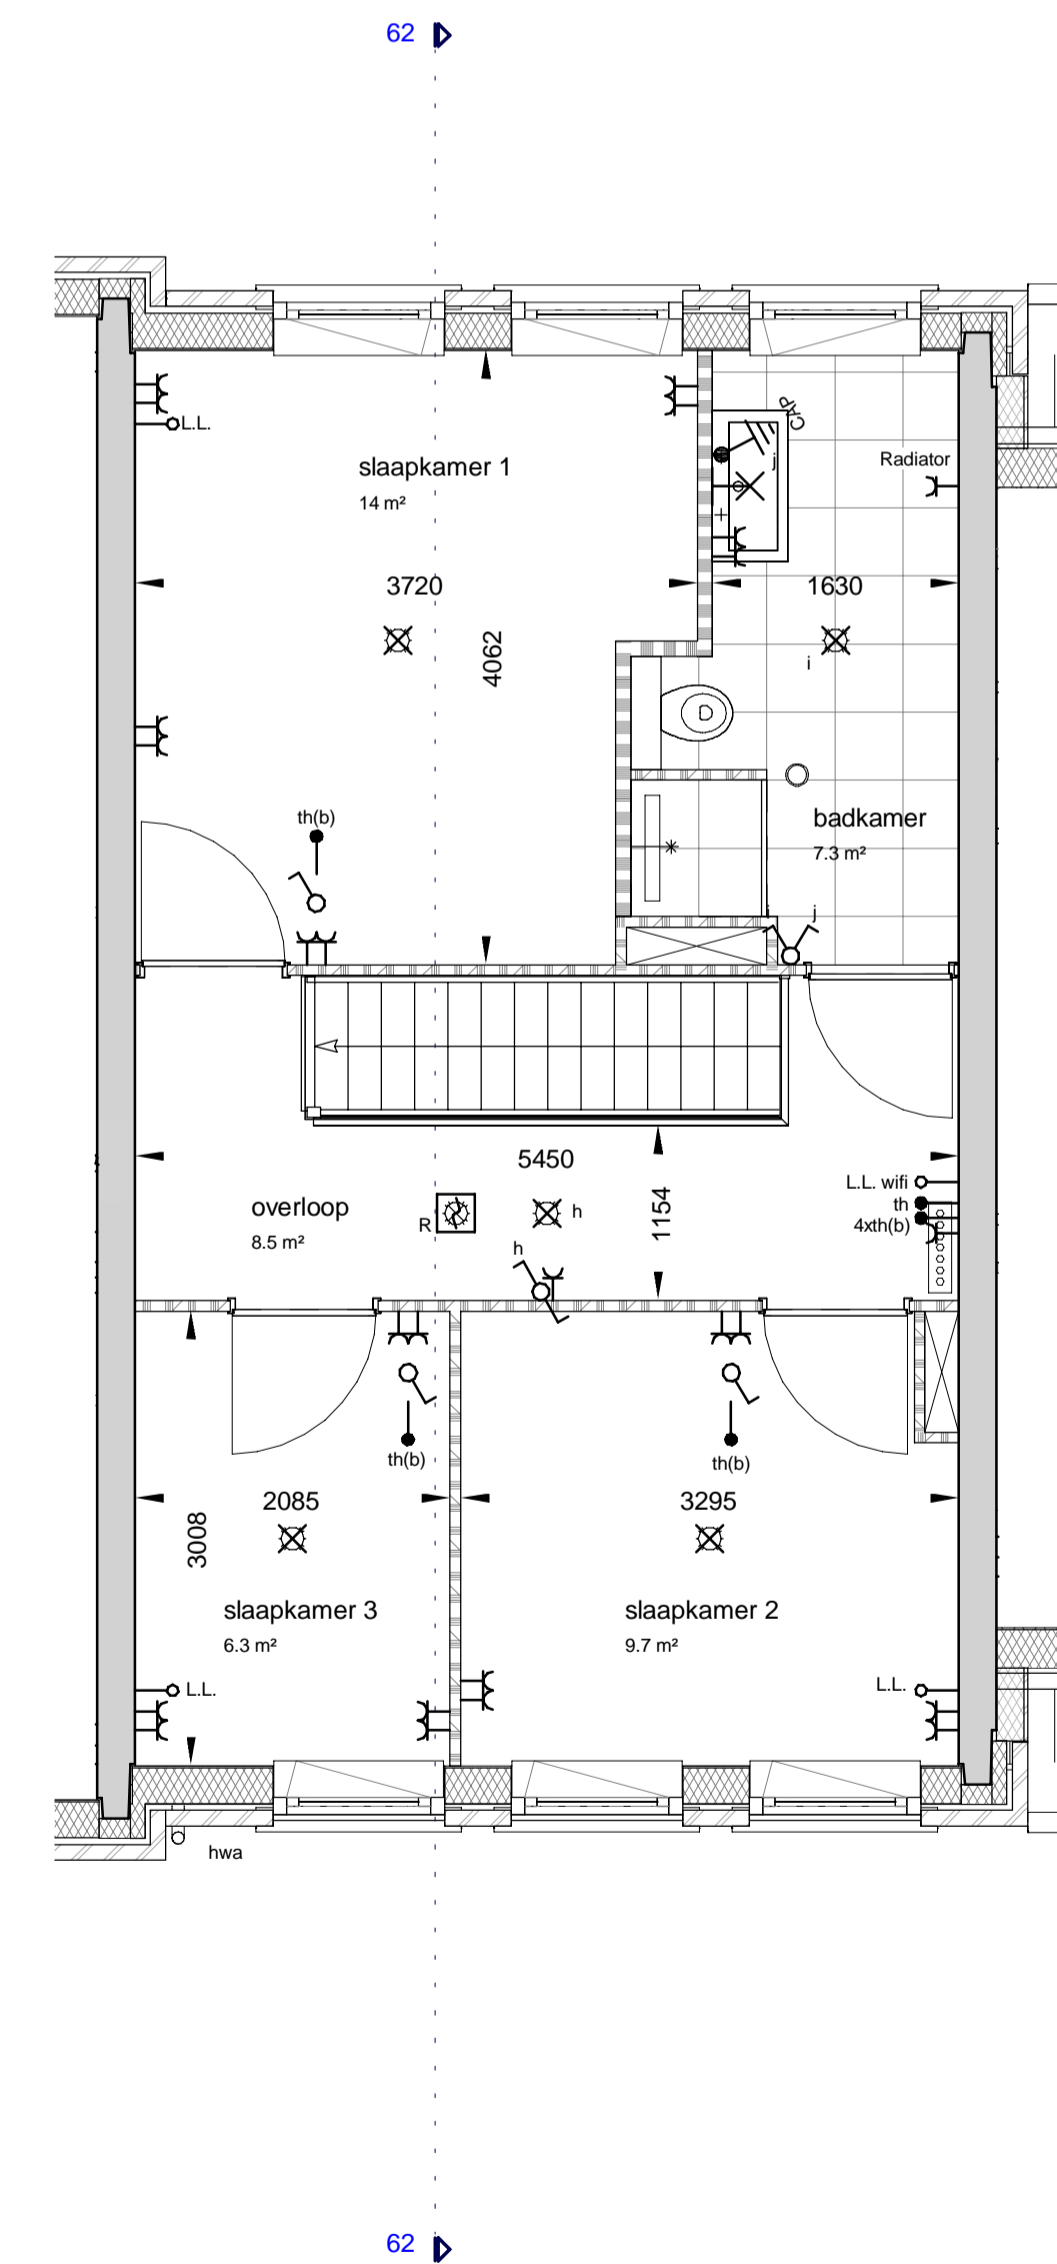 62
L.L.
slaapkamer 1
14 m²
CAP
jj
Radiator
3720
1630
4062
i
th(b)
badkamer
7.3 m²
i
j
5450
L.L. wifi
th
4xth(b)
overloop
8.5 m²
R
h
1154
h
th(b)
th(b)
2085
3295
3008
slaapkamer 3
6.3 m²
slaapkamer 2
9.7 m²
L.L.
L.L.
hwa
62